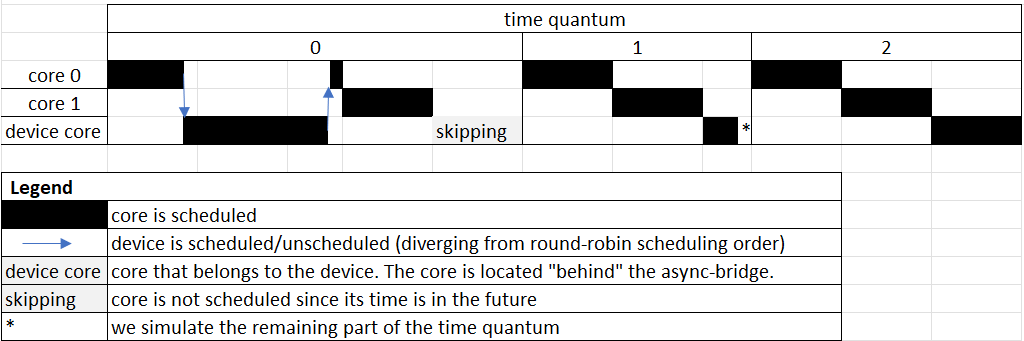 time quantum
0 1 2
core 0
core 1
device core skipping *
Legend
core is scheduled
device is scheduled/unscheduled (diverging from round-robin scheduling order)
device core core that belongs to the device. The core is located "behind" the async-bridge.
skipping core is not scheduled since its time is in the future
* we simulate the remaining part of the time quantum